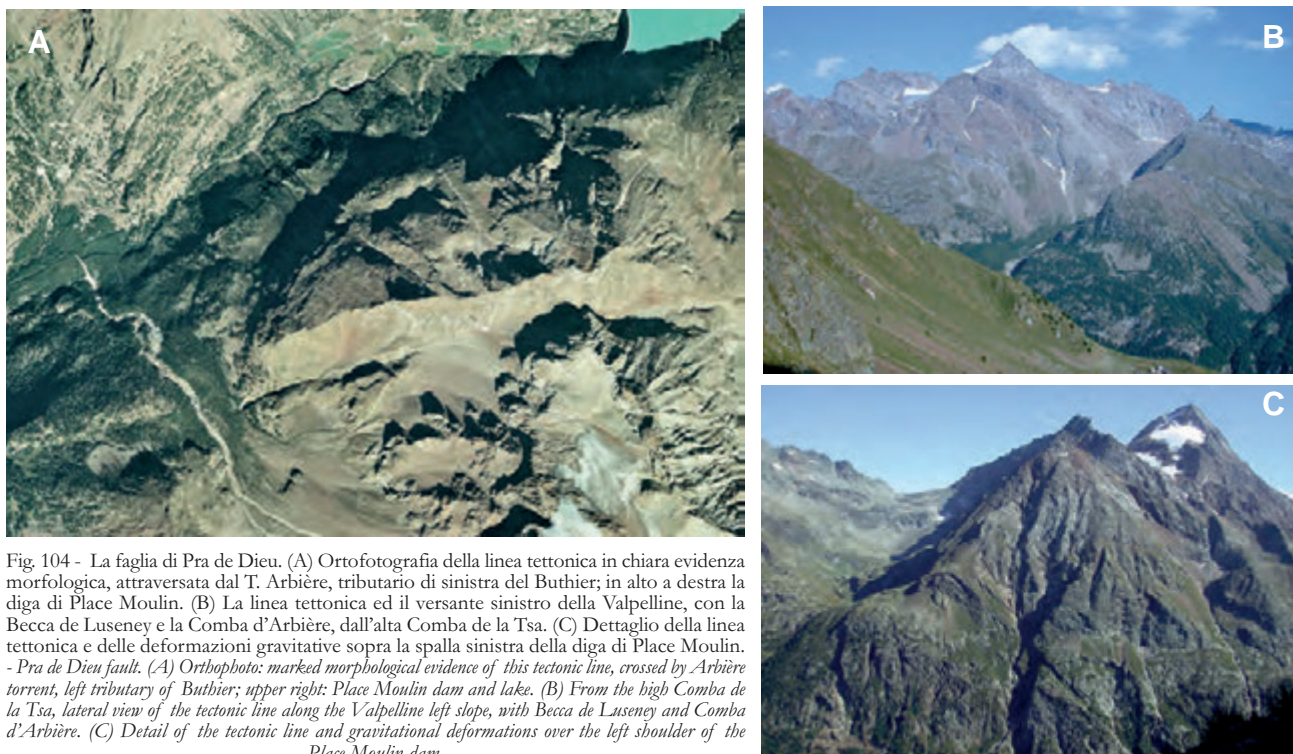 A
B
C
Fig. 104 - La faglia di Pra de Dieu. (A) Ortofotografia della linea tettonica in chiara evidenza
morfologica, attraversata dal T. Arbière, tributario di sinistra del Buthier; in alto a destra la
diga di Place Moulin. (B) La linea tettonica ed il versante sinistro della Valpelline, con la
Becca de Luseney e la Comba d'Arbière, dall'alta Comba de la Tsa. (C) Dettaglio della linea
tettonica e delle deformazioni gravitative sopra la spalla sinistra della diga di Place Moulin.
- Pra de Dieu fault. (A) Orthophoto: marked morphological evidence of this tectonic line, crossed by Arbière
torrent, left tributary of Buthier; upper right: Place Moulin dam and lake. (B) From the high Comba de
la Tsa, lateral view of the tectonic line along the Valpelline left slope, with Becca de Luseney and Comba
d'Arbière. (C) Detail of the tectonic line and gravitational deformations over the left shoulder of the
Place Moulin dam